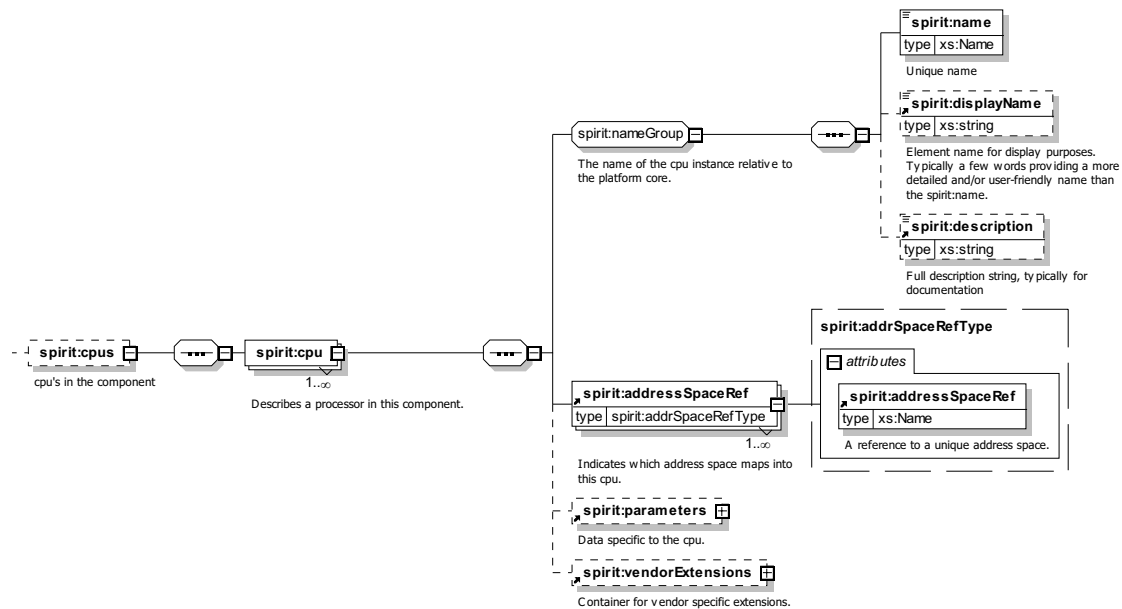 spirit:name
type xs:Name
Unique name
spirit:displayName
type xs:string
Element name for display purposes.
Typically a few words providing a more
detailed and/or user-friendly name than
the spirit:name.
spirit:description
type xs:string
Full description string, typically for
documentation
spirit:nameGroup
The name of the cpu instance relative to
the platform core.
spirit:cpus
cpu's in the component
spirit:cpu
1..∞
Describes a processor in this component.
spirit:addressSpaceRef
type spirit:addrSpaceRefType
1..∞
Indicates which address space maps into
this cpu.
spirit:addrSpaceRefType
attributes
spirit:addressSpaceRef
type xs:Name
A reference to a unique address space.
spirit:parameters
Data specific to the cpu.
spirit:vendorExtensions
Container for vendor specific extensions.